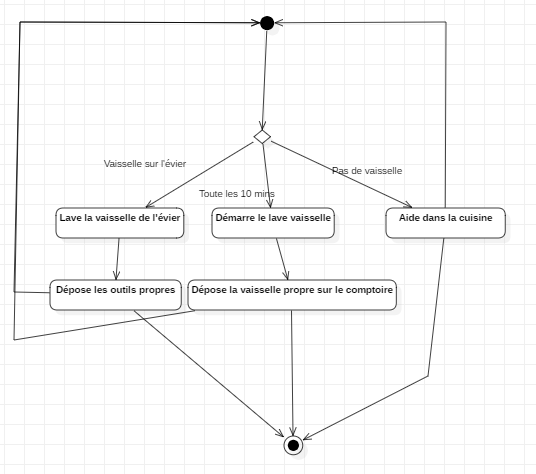 Vaisselle sur l'évier
Pas de vaisselle
Toute les 10 mins
Lave la vaisselle de l'évier
Démarre le lave vaisselle
Aide dans la cuisine
Dépose les outils propres
Dépose la vaisselle propre sur le comptoire